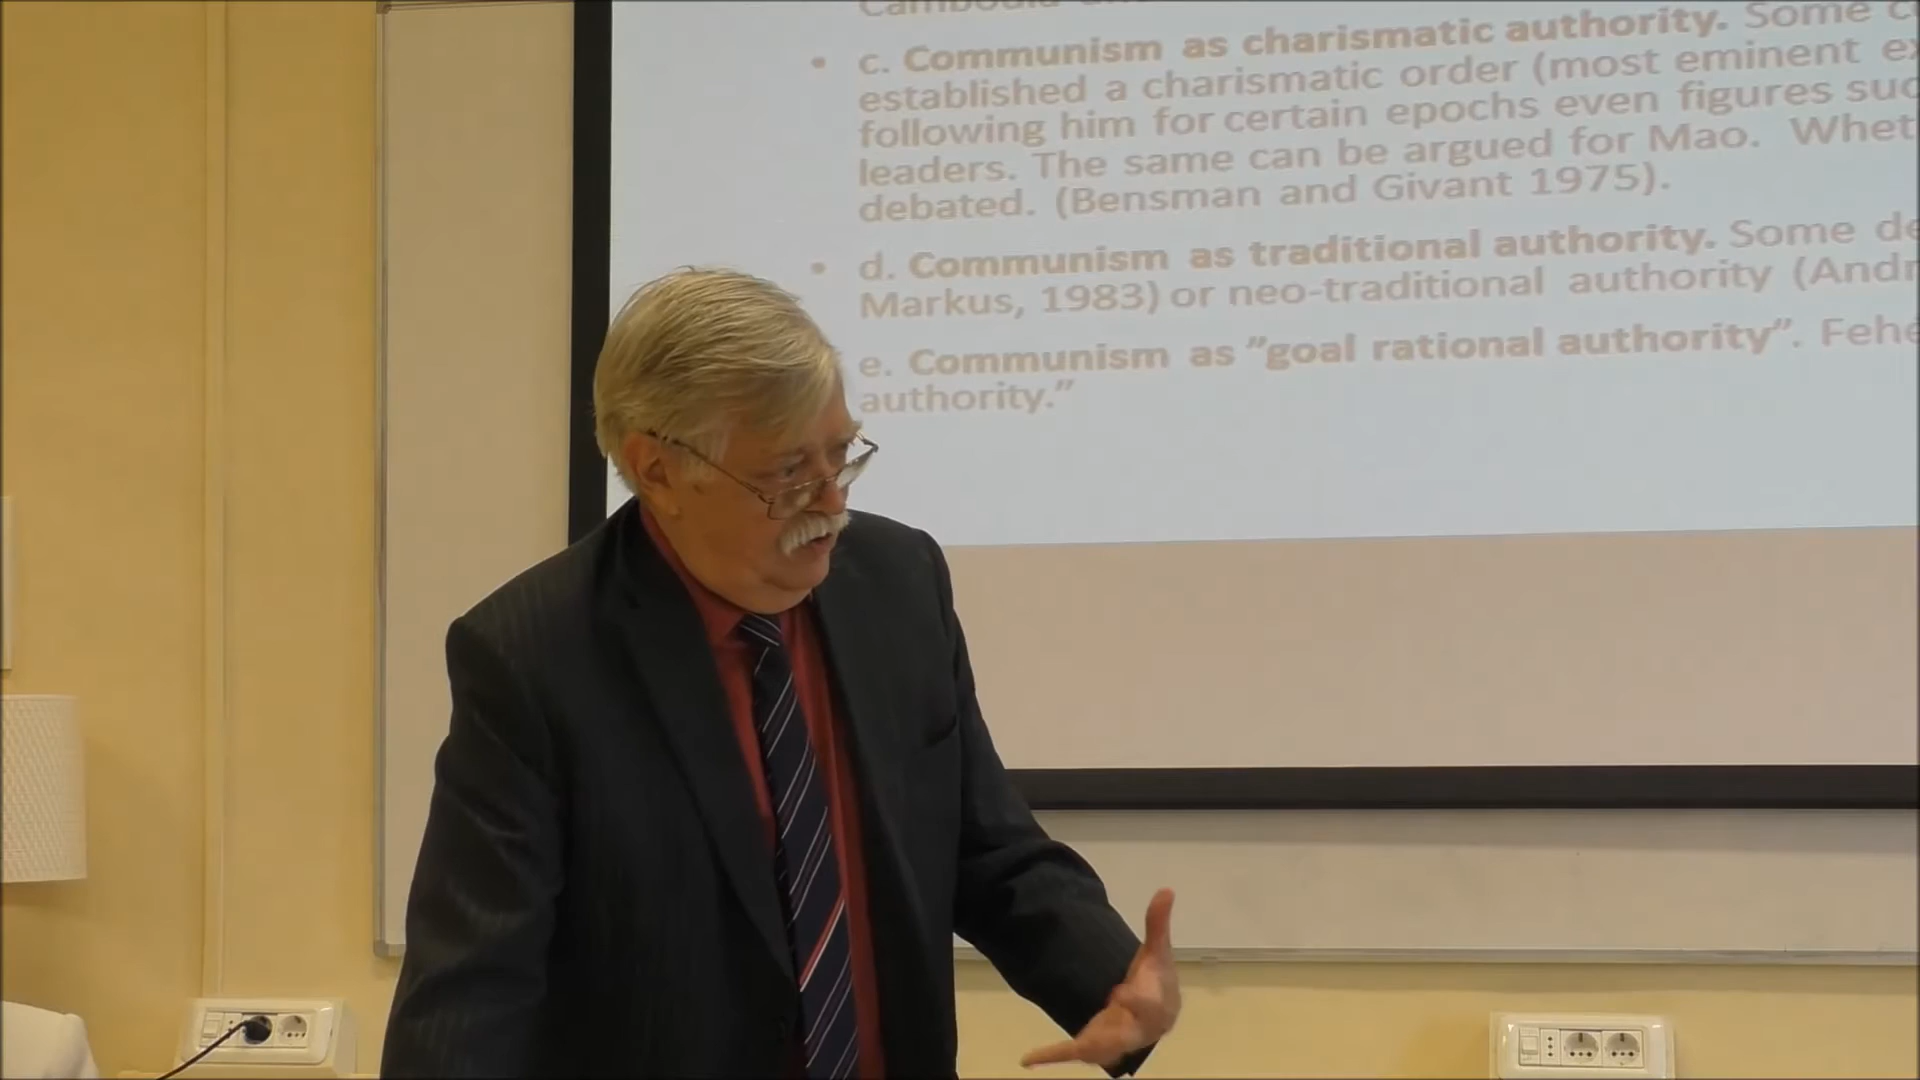 c. Communism as charismatic authority. Some
established a charismatic order (most eminent
following him for certain epochs even figures
leaders. The same can be argued for Mao.
debated. (Bensman and Givant 1975).
d. Communism as traditional authority. Some
Markus, 1983) or neo-traditional authority
e. Communism as "goal rational authority".
authority."